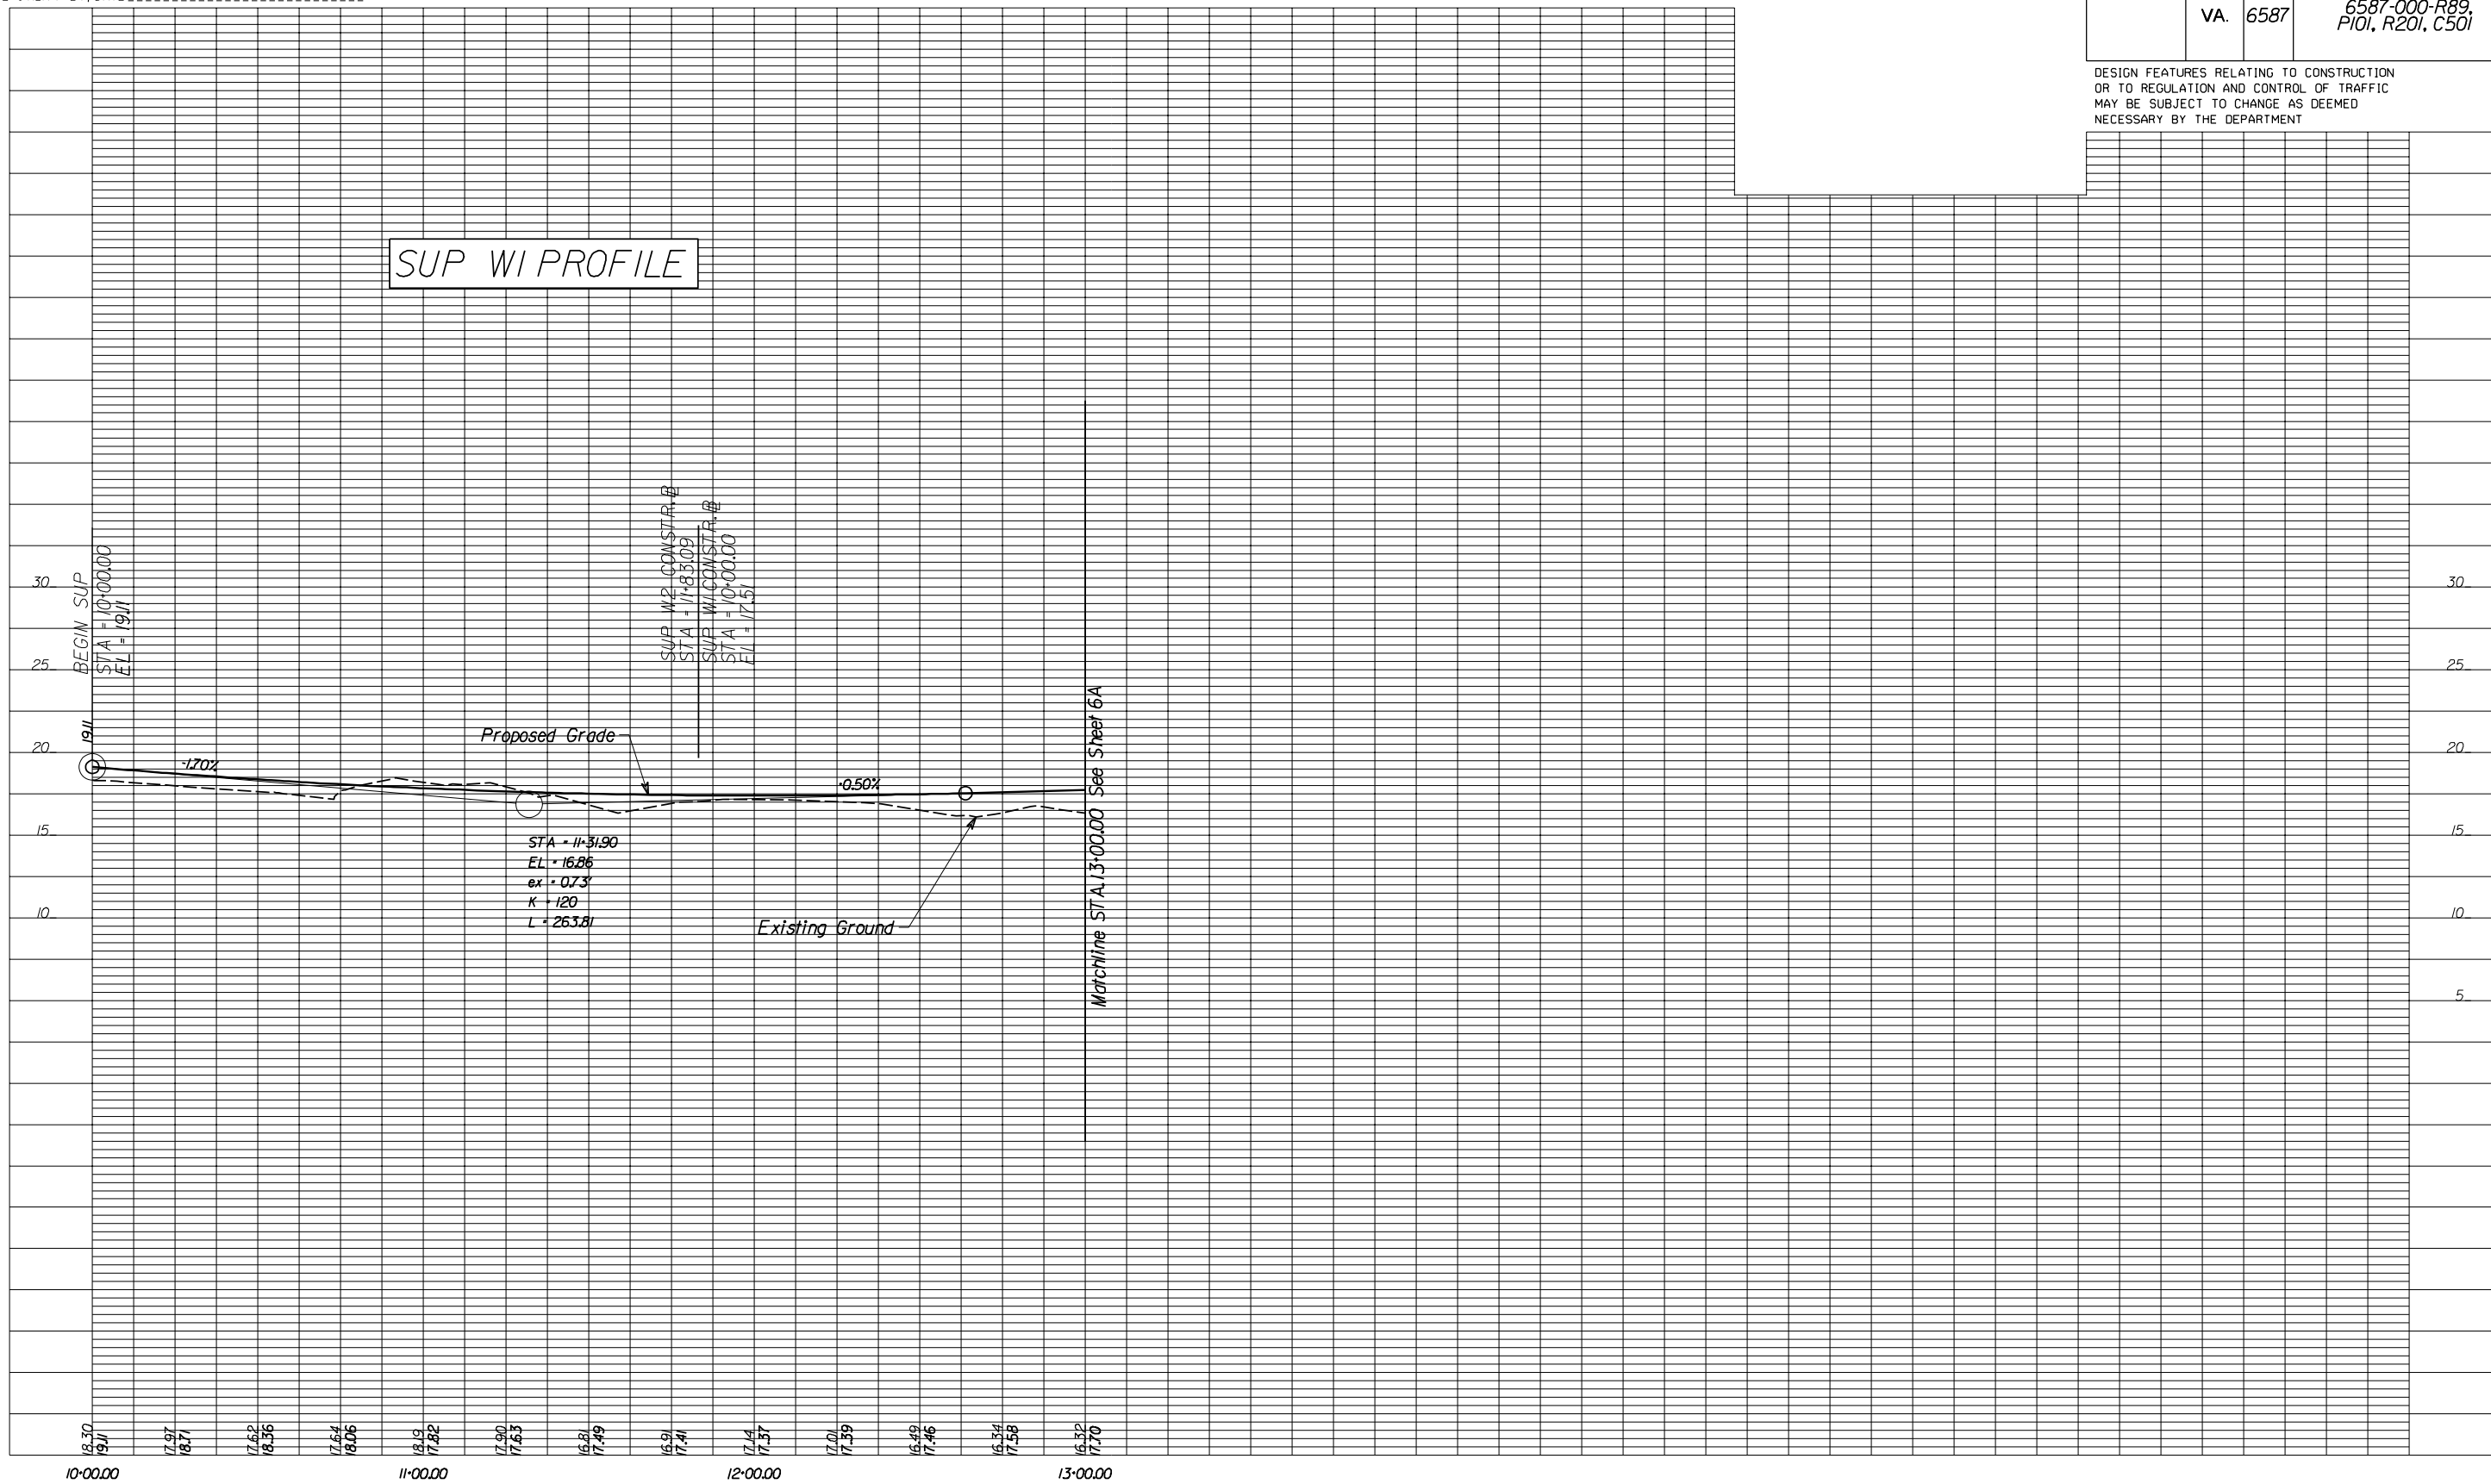 VA.
6587
6587-000-R89,
P101, R201, C501
DESIGN FEATURES RELATING TO CONSTRUCTION
OR TO REGULATION AND CONTROL OF TRAFFIC
MAY BE SUBJECT TO CHANGE AS DEEMED
NECESSARY BY THE DEPARTMENT
SUP W1 PROFILE
SUP W2 CONSTR. B
STA = 11+83.09
SUP W1 CONSTR. B
STA = 10+00.00
EL = 17.51
BEGIN SUP
STA = 10+00.00
EL = 19.11
30
30
25
25
20
20
15
15
10
10
5
19.11
-1.70%
Proposed Grade
+0.50%
STA = 11+31.90
EL = 16.86
ex = 0.73'
K = 120
L = 263.81
Existing Ground
Matchline STA. 13+00.00 See Sheet 6A
18.30
19.11
17.97
18.71
17.62
18.36
17.64
18.06
18.19
17.82
17.90
17.63
16.81
17.49
16.91
17.41
17.14
17.37
17.01
17.39
16.49
17.46
16.34
17.58
16.32
17.70
10+00.00
11+00.00
12+00.00
13+00.00